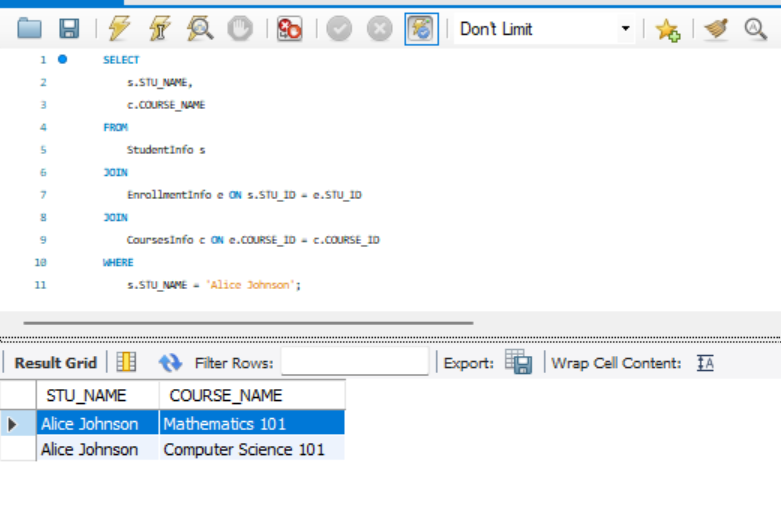 Don't Limit
1 SELECT
2 s.STU_NAME,
3 c.COURSE_NAME
4 FROM
5 StudentInfo s
6 JOIN
7 EnrollmentInfo e ON s.STU_ID = e.STU_ID
8 JOIN
9 CoursesInfo c ON e.COURSE_ID = c.COURSE_ID
10 WHERE
11 s.STU_NAME = 'Alice Johnson';
Result Grid Filter Rows: Export: Wrap Cell Content: IA
STU_NAME COURSE_NAME
Alice Johnson Mathematics 101
Alice Johnson Computer Science 101